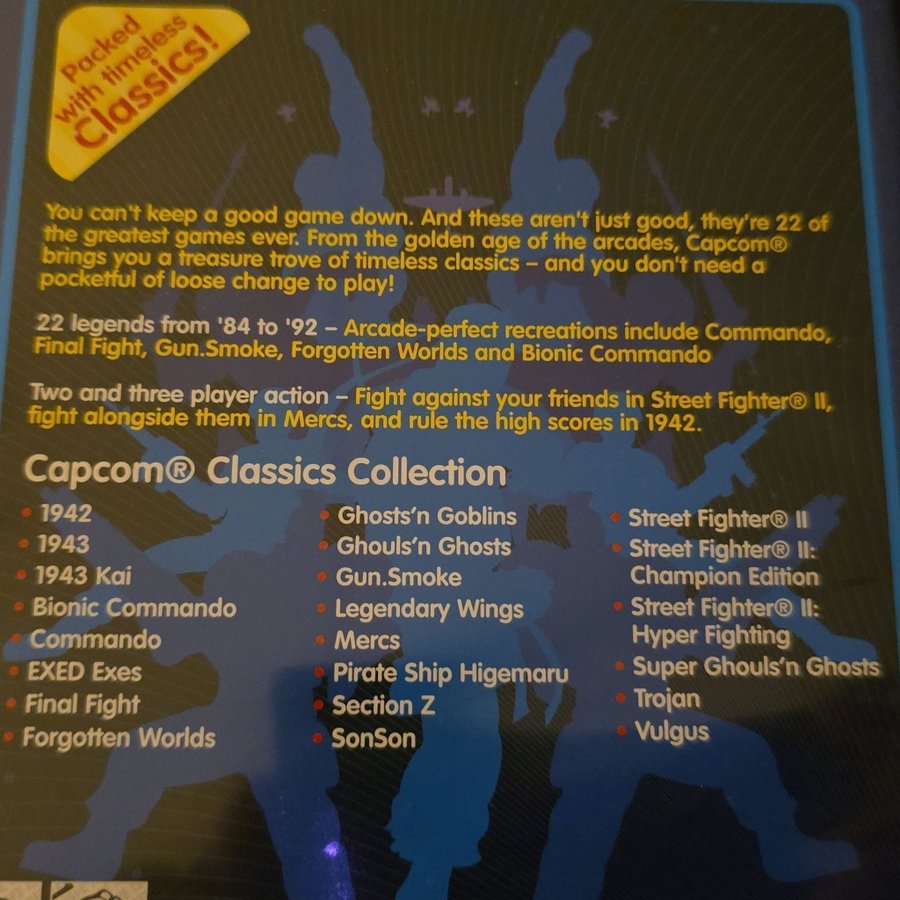 Packed
with timeless
Classics!
You can't keep a good game down. And these aren't just good, they're 22 of
the greatest games ever. From the golden age of the arcades, Capcom®
brings you a treasure trove of timeless classics – and you don't need a
pocketful of loose change to play!
22 legends from '84 to '92 – Arcade-perfect recreations include Commando,
Final Fight, Gun.Smoke, Forgotten Worlds and Bionic Commando
Two and three player action – Fight against your friends in Street Fighter® II,
fight alongside them in Mercs, and rule the high scores in 1942.
Capcom® Classics Collection
• 1942
• 1943
• 1943 Kai
• Bionic Commando
• Commando
• EXED Exes
• Final Fight
• Forgotten Worlds
• Ghosts'n Goblins
• Ghouls'n Ghosts
• Gun.Smoke
• Legendary Wings
• Mercs
• Pirate Ship Higemaru
• Section Z
• SonSon
• Street Fighter® II
• Street Fighter® II:
Champion Edition
• Street Fighter® II:
Hyper Fighting
• Super Ghouls'n Ghosts
• Trojan
• Vulgus